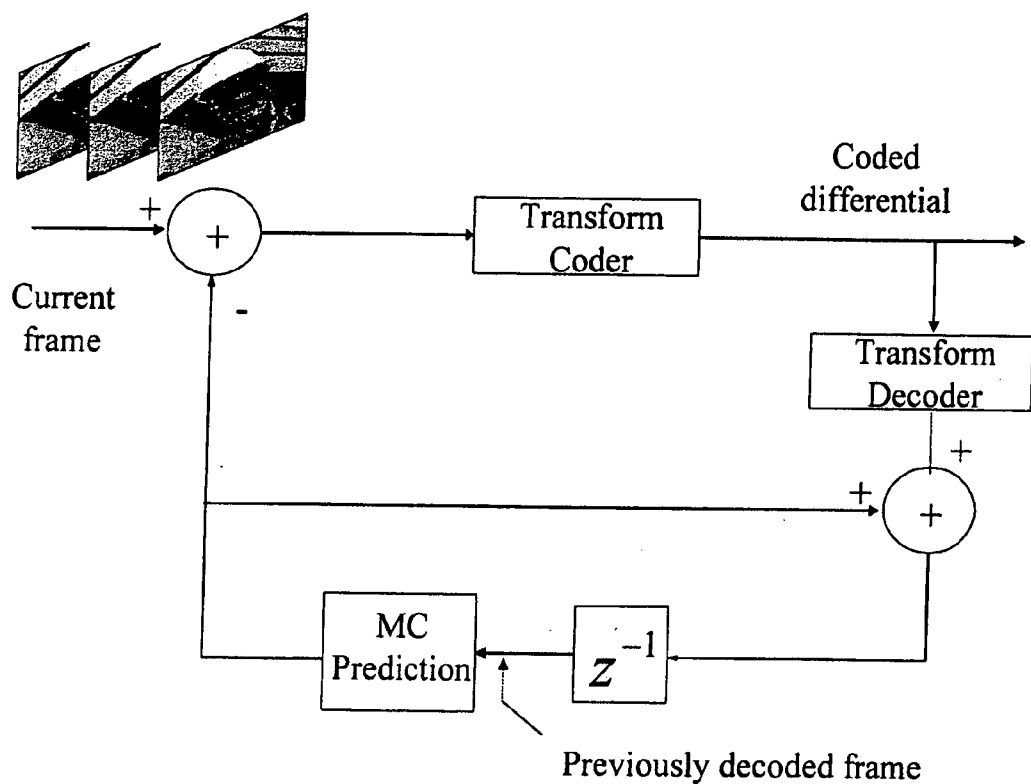 Coded
differential
+
+
Transform
Coder
Current
frame
-
Transform
Decoder
+
+
+
MC
Prediction
z⁻¹
Previously decoded frame